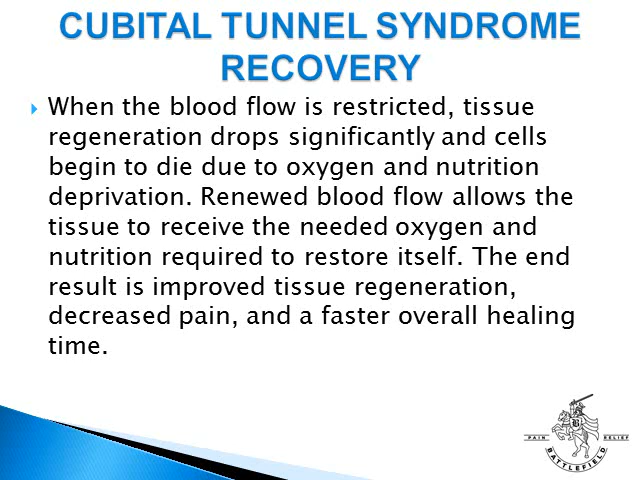 CUBITAL TUNNEL SYNDROME
RECOVERY
When the blood flow is restricted, tissue
regeneration drops significantly and cells
begin to die due to oxygen and nutrition
deprivation. Renewed blood flow allows the
tissue to receive the needed oxygen and
nutrition required to restore itself. The end
result is improved tissue regeneration,
decreased pain, and a faster overall healing
time.
B
PAIN RELIEF
BATTLEFIELD